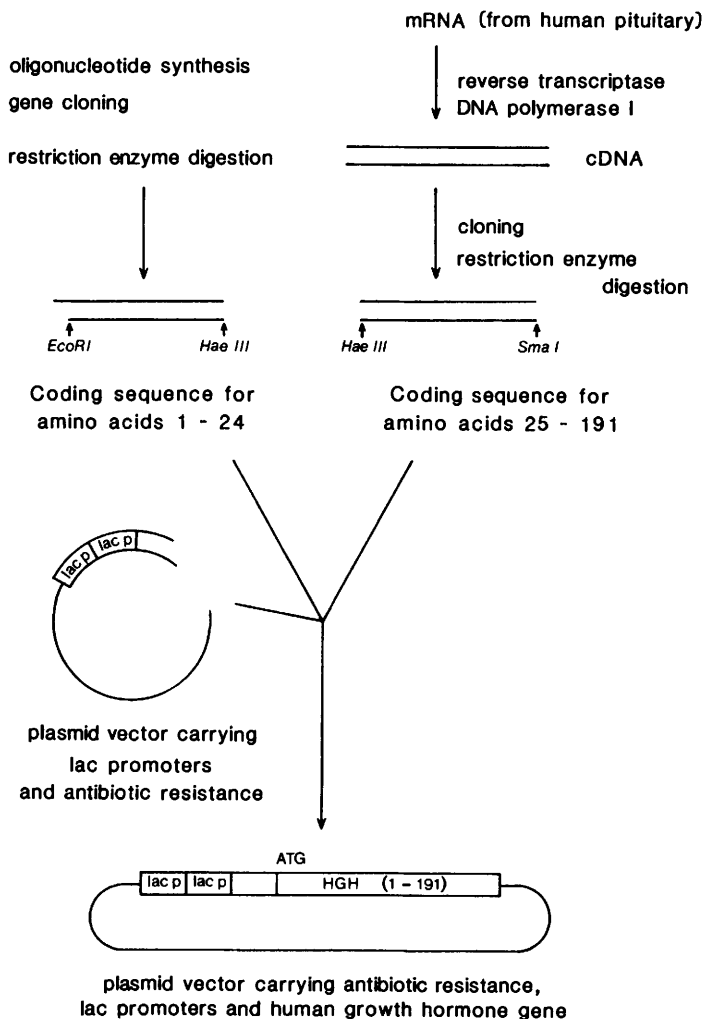 mRNA (from human pituitary)
oligonucleotide synthesis
gene cloning
restriction enzyme digestion
reverse transcriptase
DNA polymerase I
cDNA
cloning
restriction enzyme
digestion
EcoRI
Hae III
Hae III
Sma I
Coding sequence for
amino acids 1 - 24
Coding sequence for
amino acids 25 - 191
lac p
lac p
plasmid vector carrying
lac promoters
and antibiotic resistance
ATG
lac p
lac p
HGH (1 - 191)
plasmid vector carrying antibiotic resistance,
lac promoters and human growth hormone gene